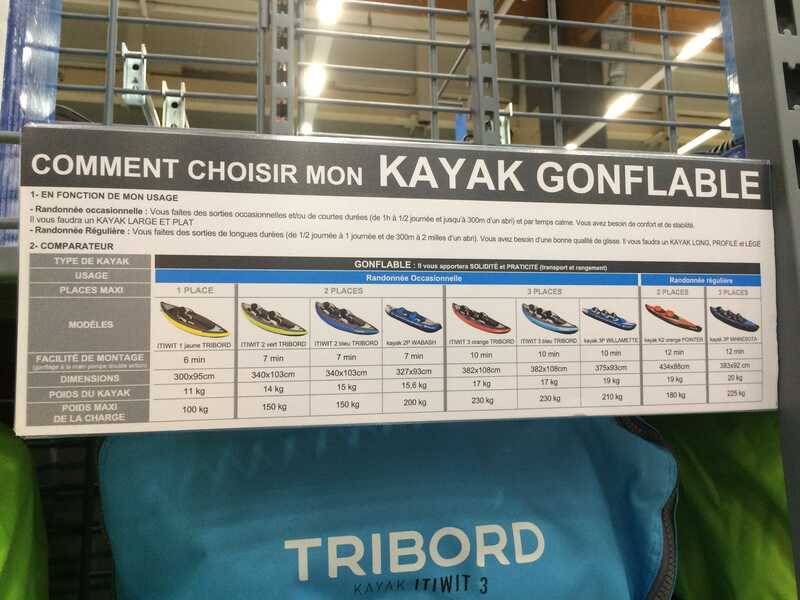 COMMENT CHOISIR MON KAYAK GONFLABLE
1- EN FONCTION DE MON USAGE
- Randonnée occasionnelle : Vous faites des sorties occasionnelles et/ou de courtes durées (de 1h à 1/2 journée et jusqu'à 300m d'un abri) et par temps calme. Vous avez besoin de confort et de stabilité.
Il vous faudra un KAYAK LARGE ET PLAT
- Randonnée Régulière : Vous faites des sorties de longues durées (de 1/2 journée à 1 journée et de 300m à 2 milles d'un abri). Vous avez besoin d'une bonne qualité de glisse. Il vous faudra un KAYAK LONG, PROFILE et LÉGÉ
2- COMPARATEUR
TYPE DE KAYAK GONFLABLE : Il vous apportera SOLIDITÉ et PRATICITÉ (transport et rangement)
USAGE Randonnée Occasionnelle Randonnée régulière
PLACES MAXI 1 PLACE 2 PLACES 3 PLACES 2 PLACES 3 PLACES
MODÈLES
ITIWIT 1 jaune TRIBORD ITIWIT 2 vert TRIBORD ITIWIT 2 bleu TRIBORD kayak 2P WABASH ITIWIT 3 orange TRIBORD ITIWIT 3 bleu TRIBORD kayak 3P WILLAMETTE kayak K2 orange POINTER kayak 3P MINNESOTA
FACILITÉ DE MONTAGE 6 min 7 min 7 min 7 min 10 min 10 min 10 min 12 min 12 min
(gonflage à la main pompe double action)
DIMENSIONS 300x95cm 340x103cm 340x103cm 327x93cm 382x108cm 382x108cm 375x93cm 434x88cm 393x92 cm
POIDS DU KAYAK 11 kg 14 kg 15 kg 15,6 kg 17 kg 17 kg 19 kg 19 kg 20 kg
POIDS MAXI
DE LA CHARGE 100 kg 150 kg 150 kg 200 kg 230 kg 230 kg 210 kg 180 kg 225 kg
TRIBORD
KAYAK ITIWIT 3